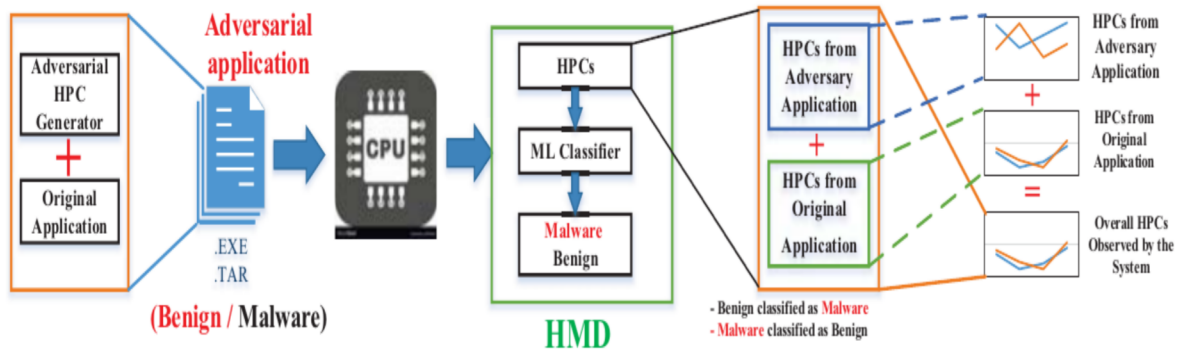 Adversarial
HPC
Generator
+
Original
Application
Adversarial
application
.EXE
.TAR
(Benign / Malware)
CPU
HPCs
ML Classifier
Malware
Benign
HMD
HPCs from
Adversary
Application
+
HPCs from
Original
Application
- Benign classified as Malware
- Malware classified as Benign
HPCs from
Adversary
Application
+
HPCs from
Original
Application
=
Overall HPCs
Observed by the
System